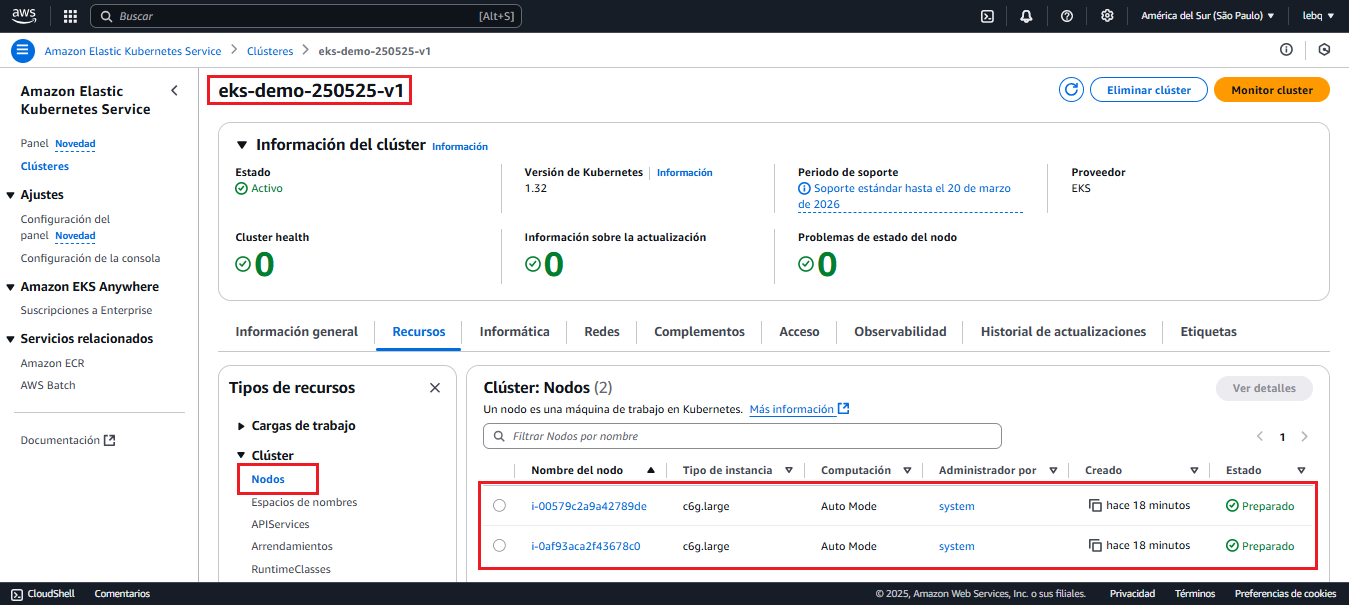 aws
Buscar [Alt+S]
América del Sur (São Paulo) ▼ lebq ▼
Amazon Elastic Kubernetes Service > Clústeres > eks-demo-250525-v1
Amazon Elastic
Kubernetes Service
Panel Novedad
Clústeres
Ajustes
Configuración del
panel Novedad
Configuración de la consola
Amazon EKS Anywhere
Suscripciones a Enterprise
Servicios relacionados
Amazon ECR
AWS Batch
Documentación
eks-demo-250525-v1
Eliminar clúster Monitor cluster
Información del clúster Información
Estado
Activo
Versión de Kubernetes Información
1.32
Periodo de soporte
Soporte estándar hasta el 20 de marzo
de 2026
Proveedor
EKS
Cluster health
0
Información sobre la actualización
0
Problemas de estado del nodo
0
Información general Recursos Informática Redes Complementos Acceso Observabilidad Historial de actualizaciones Etiquetas
Tipos de recursos
Cargas de trabajo
Clúster
Nodos
Espacios de nombres
APIServices
Arrendamientos
RuntimeClasses
Clúster: Nodos (2)
Ver detalles
Un nodo es una máquina de trabajo en Kubernetes. Más información
Filtrar Nodos por nombre
< 1 >
Nombre del nodo Tipo de instancia Computación Administrador por Creado Estado
i-00579c2a9a42789de c6g.large Auto Mode system hace 18 minutos Preparado
i-0af93aca2f43678c0 c6g.large Auto Mode system hace 18 minutos Preparado
CloudShell Comentarios
© 2025, Amazon Web Services, Inc. o sus filiales. Privacidad Términos Preferencias de cookies